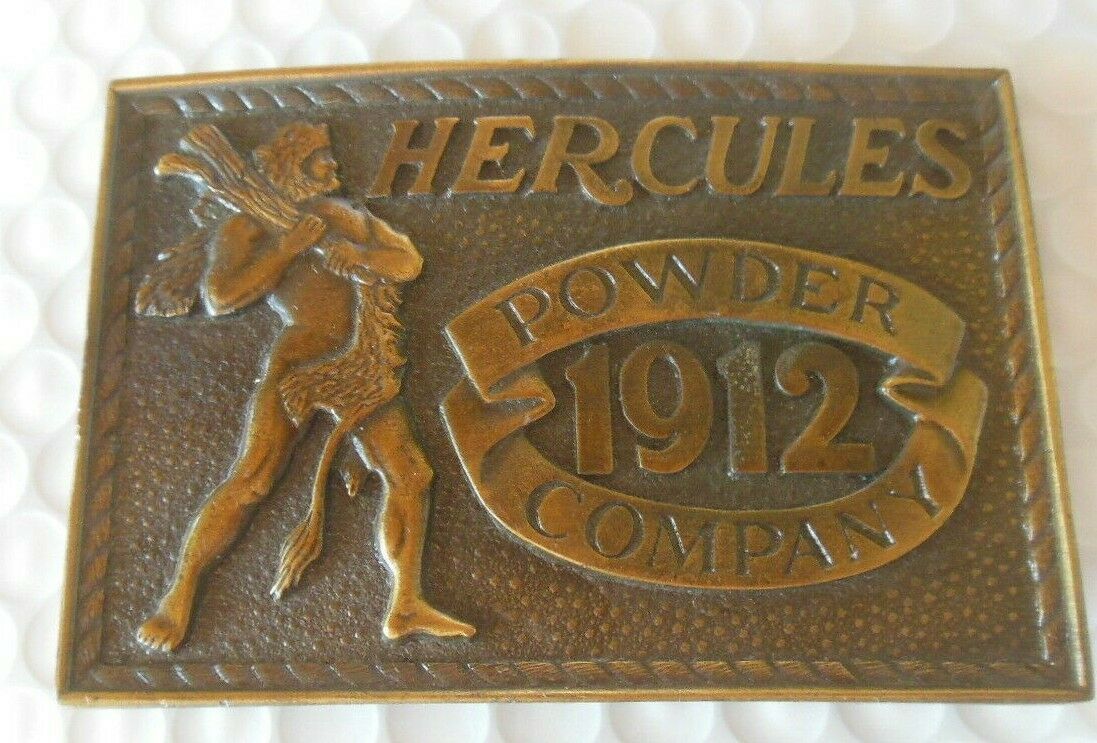 HERCULES
POWDER
1912
COMPANY